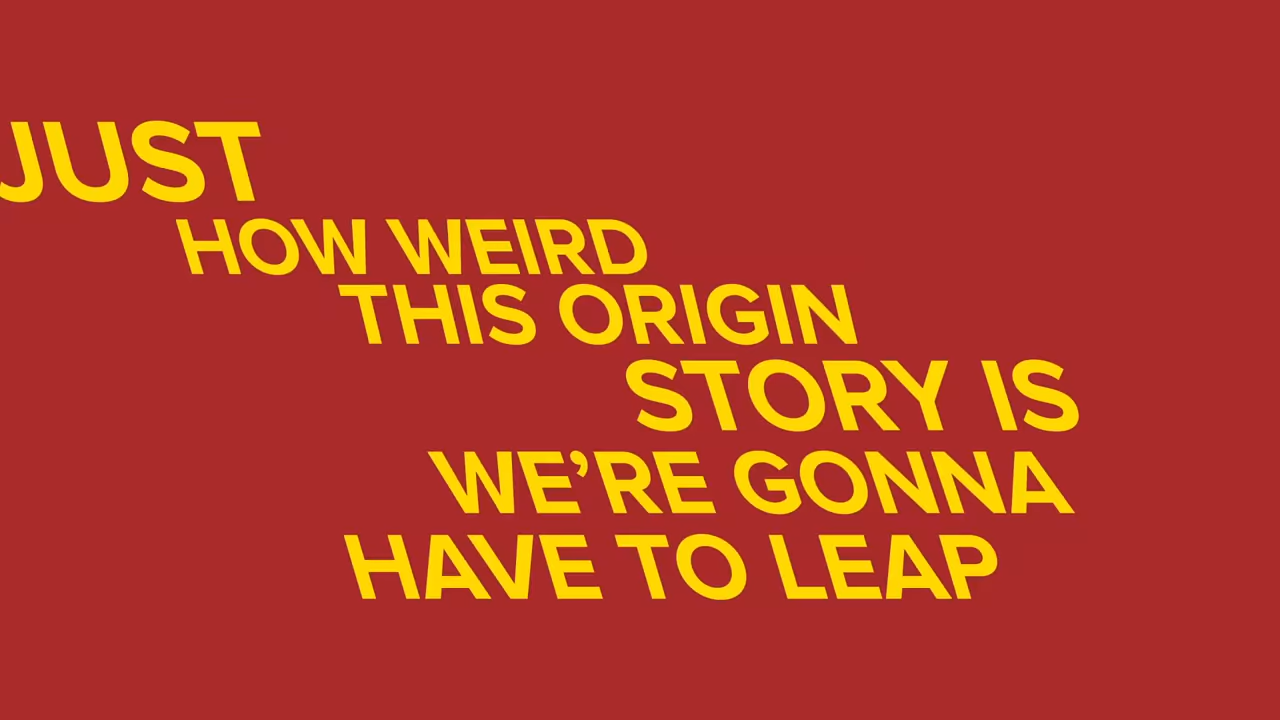 JUST
HOW WEIRD
THIS ORIGIN
STORY IS
WE’RE GONNA
HAVE TO LEAP